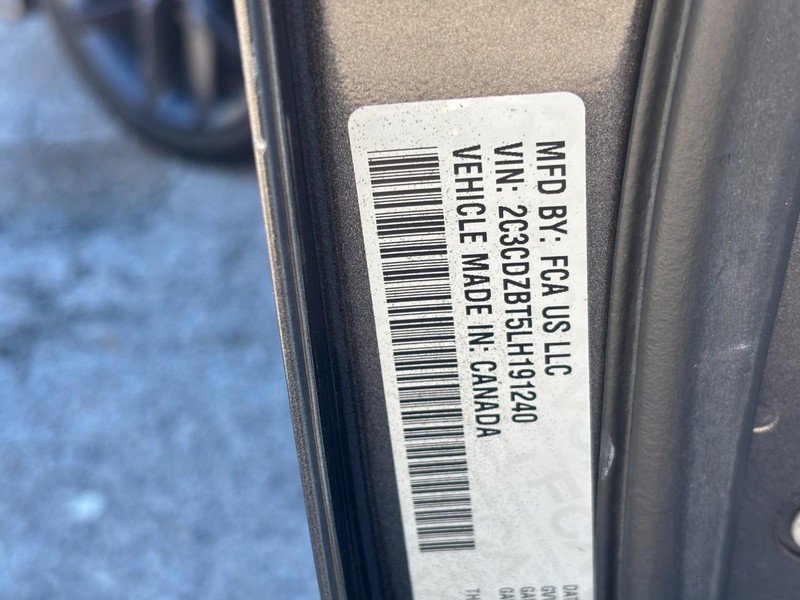 MFD BY: FCA US LLC
VIN: 2C3CDZBT5LH191240
VEHICLE MADE IN: CANADA